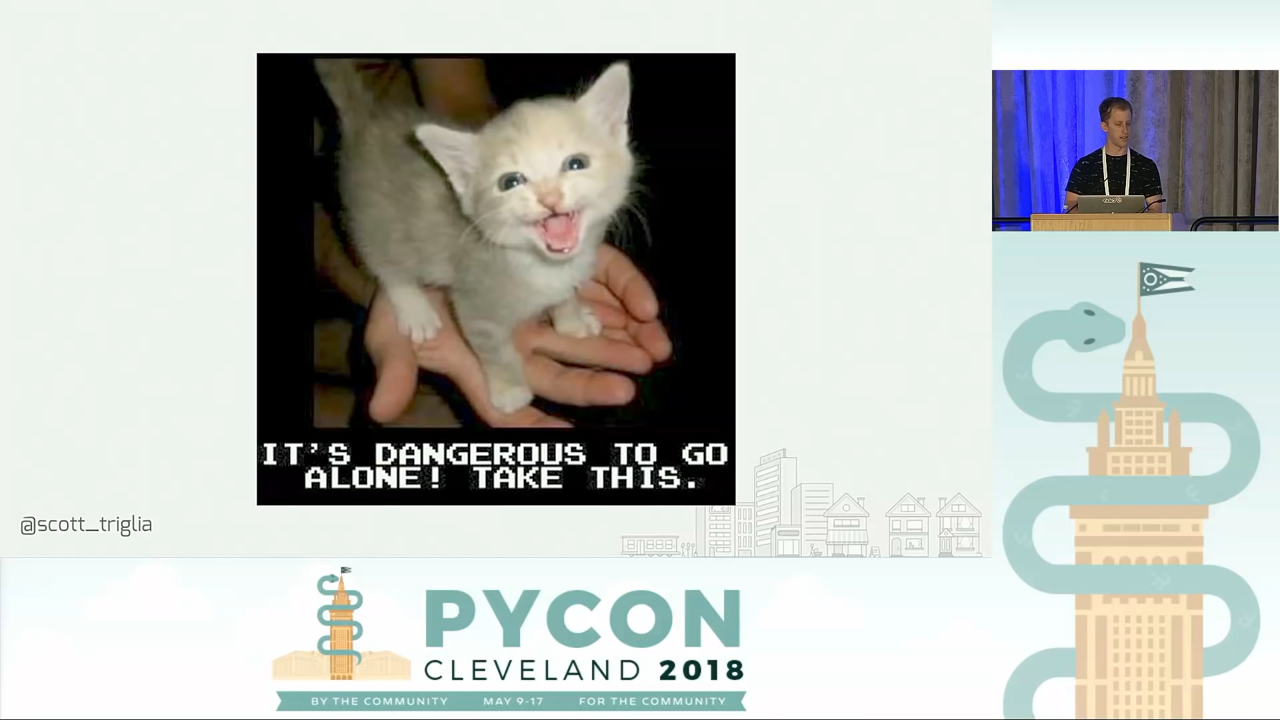 IT'S DANGEROUS TO GO
ALONE! TAKE THIS.
@scott_triglia
PYCON
CLEVELAND 2018
BY THE COMMUNITY MAY 9-17 FOR THE COMMUNITY